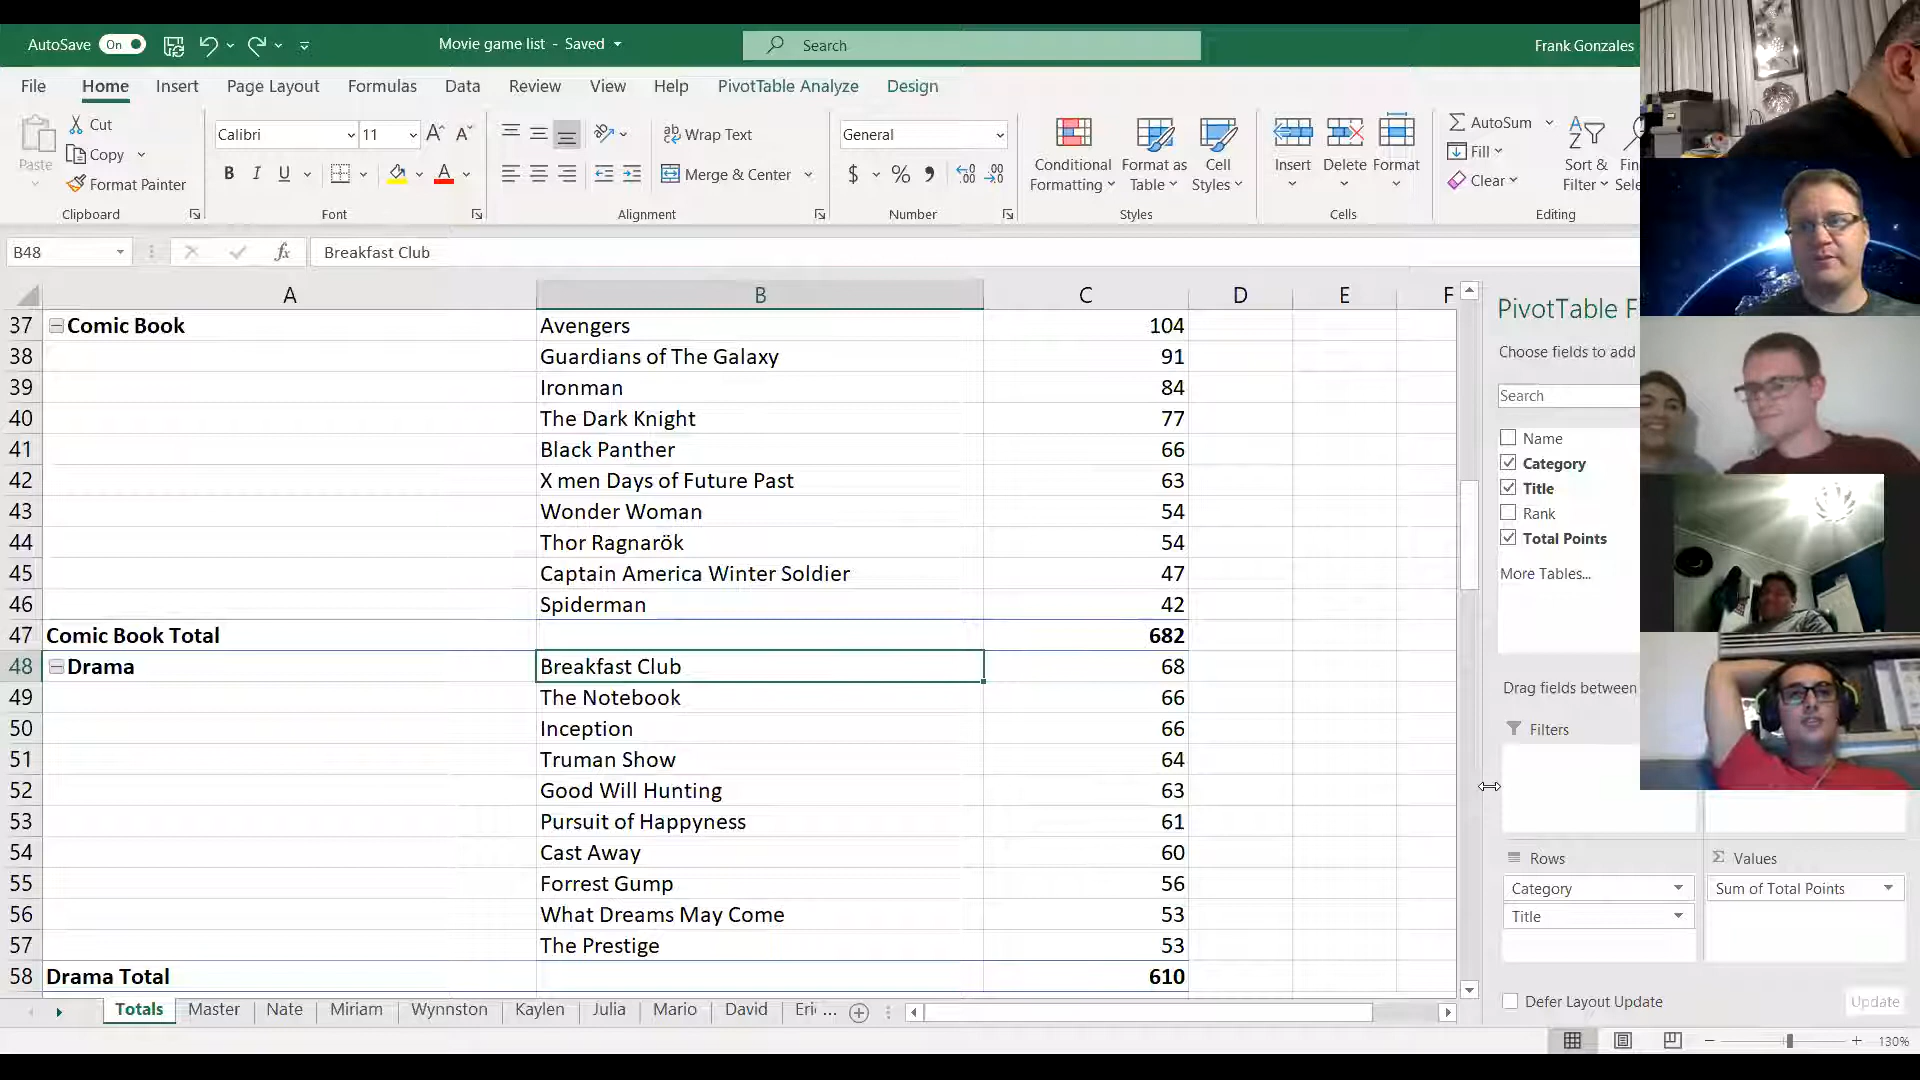 AutoSave On Movie game list - Saved Search Frank Gonzales
File Home Insert Page Layout Formulas Data Review View Help PivotTable Analyze Design
Paste Cut Copy Format Painter Clipboard
Calibri 11 B I U Font
Wrap Text Merge & Center Alignment
General $ % Number
Conditional Formatting Format as Table Cell Styles Styles
Insert Delete Format Cells
AutoSum Fill Clear Sort & Filter Editing
B48 fx Breakfast Club
A B C D E F
37 Comic Book Avengers 104
38 Guardians of The Galaxy 91
39 Ironman 84
40 The Dark Knight 77
41 Black Panther 66
42 X men Days of Future Past 63
43 Wonder Woman 54
44 Thor Ragnarök 54
45 Captain America Winter Soldier 47
46 Spiderman 42
47 Comic Book Total 682
48 Drama Breakfast Club 68
49 The Notebook 66
50 Inception 66
51 Truman Show 64
52 Good Will Hunting 63
53 Pursuit of Happyness 61
54 Cast Away 60
55 Forrest Gump 56
56 What Dreams May Come 53
57 The Prestige 53
58 Drama Total 610
PivotTable F
Choose fields to add
Search
Name
Category
Title
Rank
Total Points
More Tables...
Drag fields between
Filters
Rows Σ Values
Category Sum of Total Points
Title
Defer Layout Update Update
Totals Master Nate Miriam Wynnston Kaylen Julia Mario David Eri ...
130%